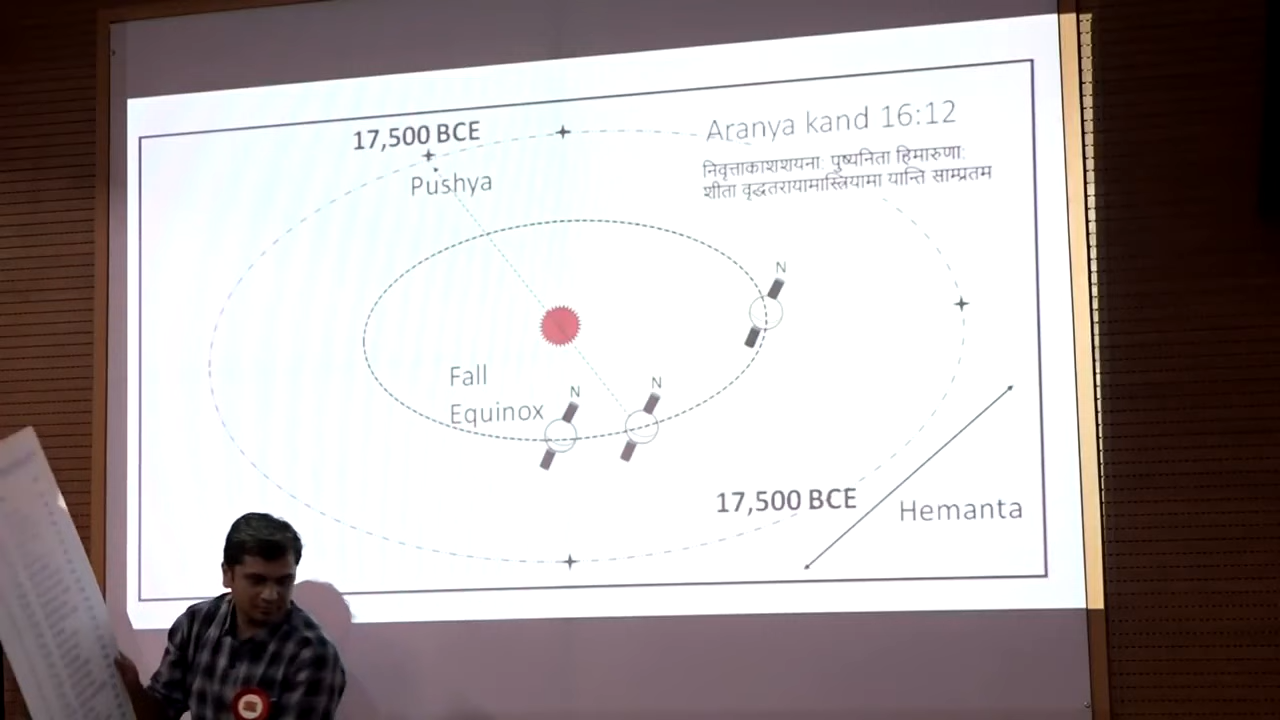 17,500 BCE
Aranya kand 16:12
निवृत्ताकाशशयना: पुष्यनिता हिमारुणा:
शीता वृद्धतरायामास्त्रियामा यान्ति साम्प्रतम
Pushya
N
Fall
Equinox
N
N
17,500 BCE
Hemanta